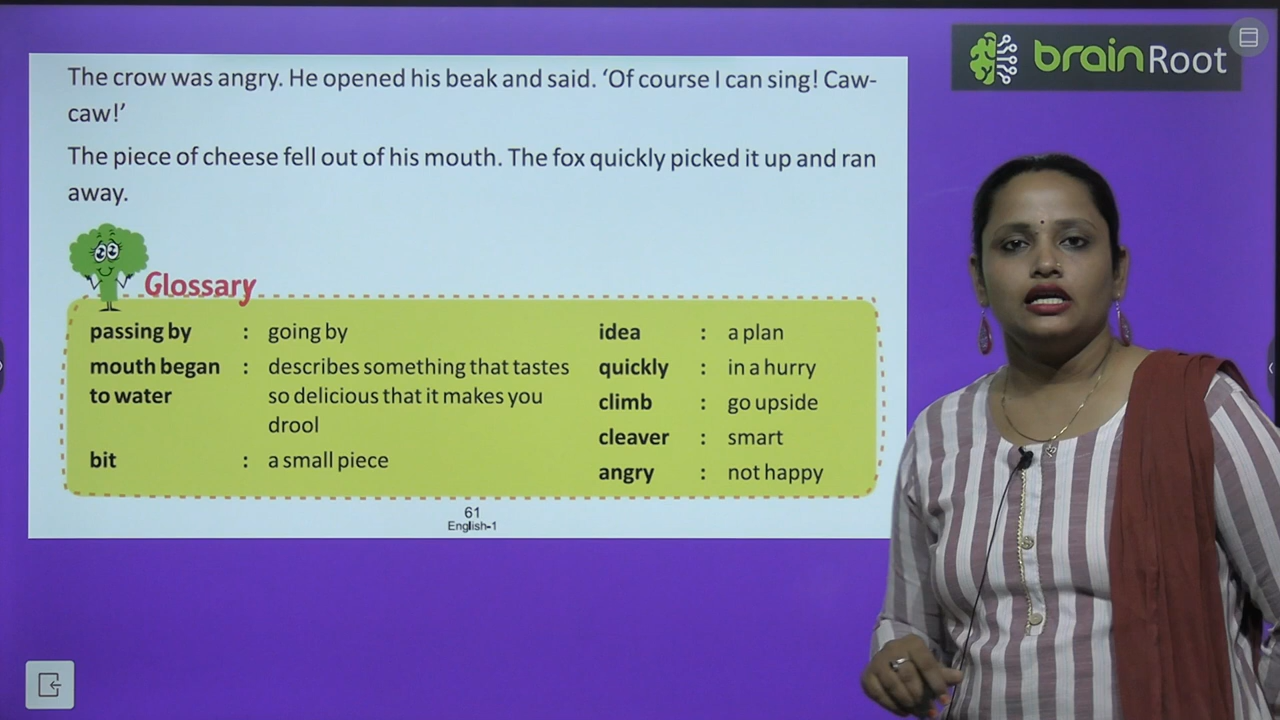 brainRoot
The crow was angry. He opened his beak and said. ‘Of course I can sing! Caw-
caw!’
The piece of cheese fell out of his mouth. The fox quickly picked it up and ran
away.
Glossary
passing by : going by
mouth began : describes something that tastes
to water so delicious that it makes you
drool
bit : a small piece
idea : a plan
quickly : in a hurry
climb : go upside
cleaver : smart
angry : not happy
61
English-1